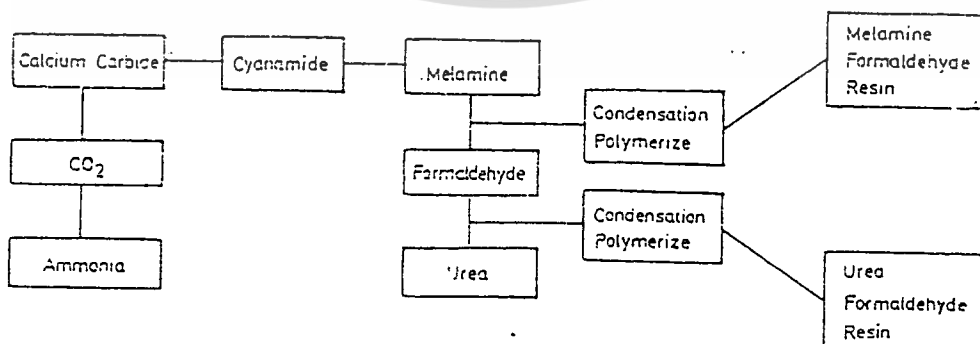 Calcium Carbide
Cyanamide
Melamine
Melamine
Formaldehyde
Resin
Condensation
Polymerize
CO₂
Formaldehyde
Condensation
Polymerize
Ammonia
Urea
Urea
Formaldehyde
Resin